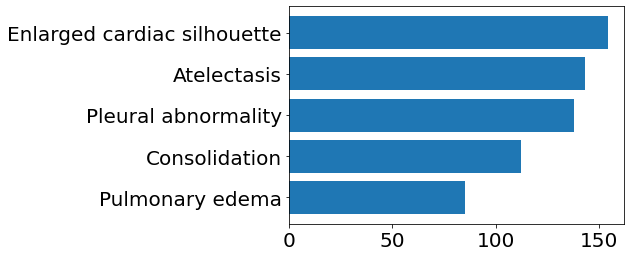 Enlarged cardiac silhouette
Atelectasis
Pleural abnormality
Consolidation
Pulmonary edema
0 50 100 150